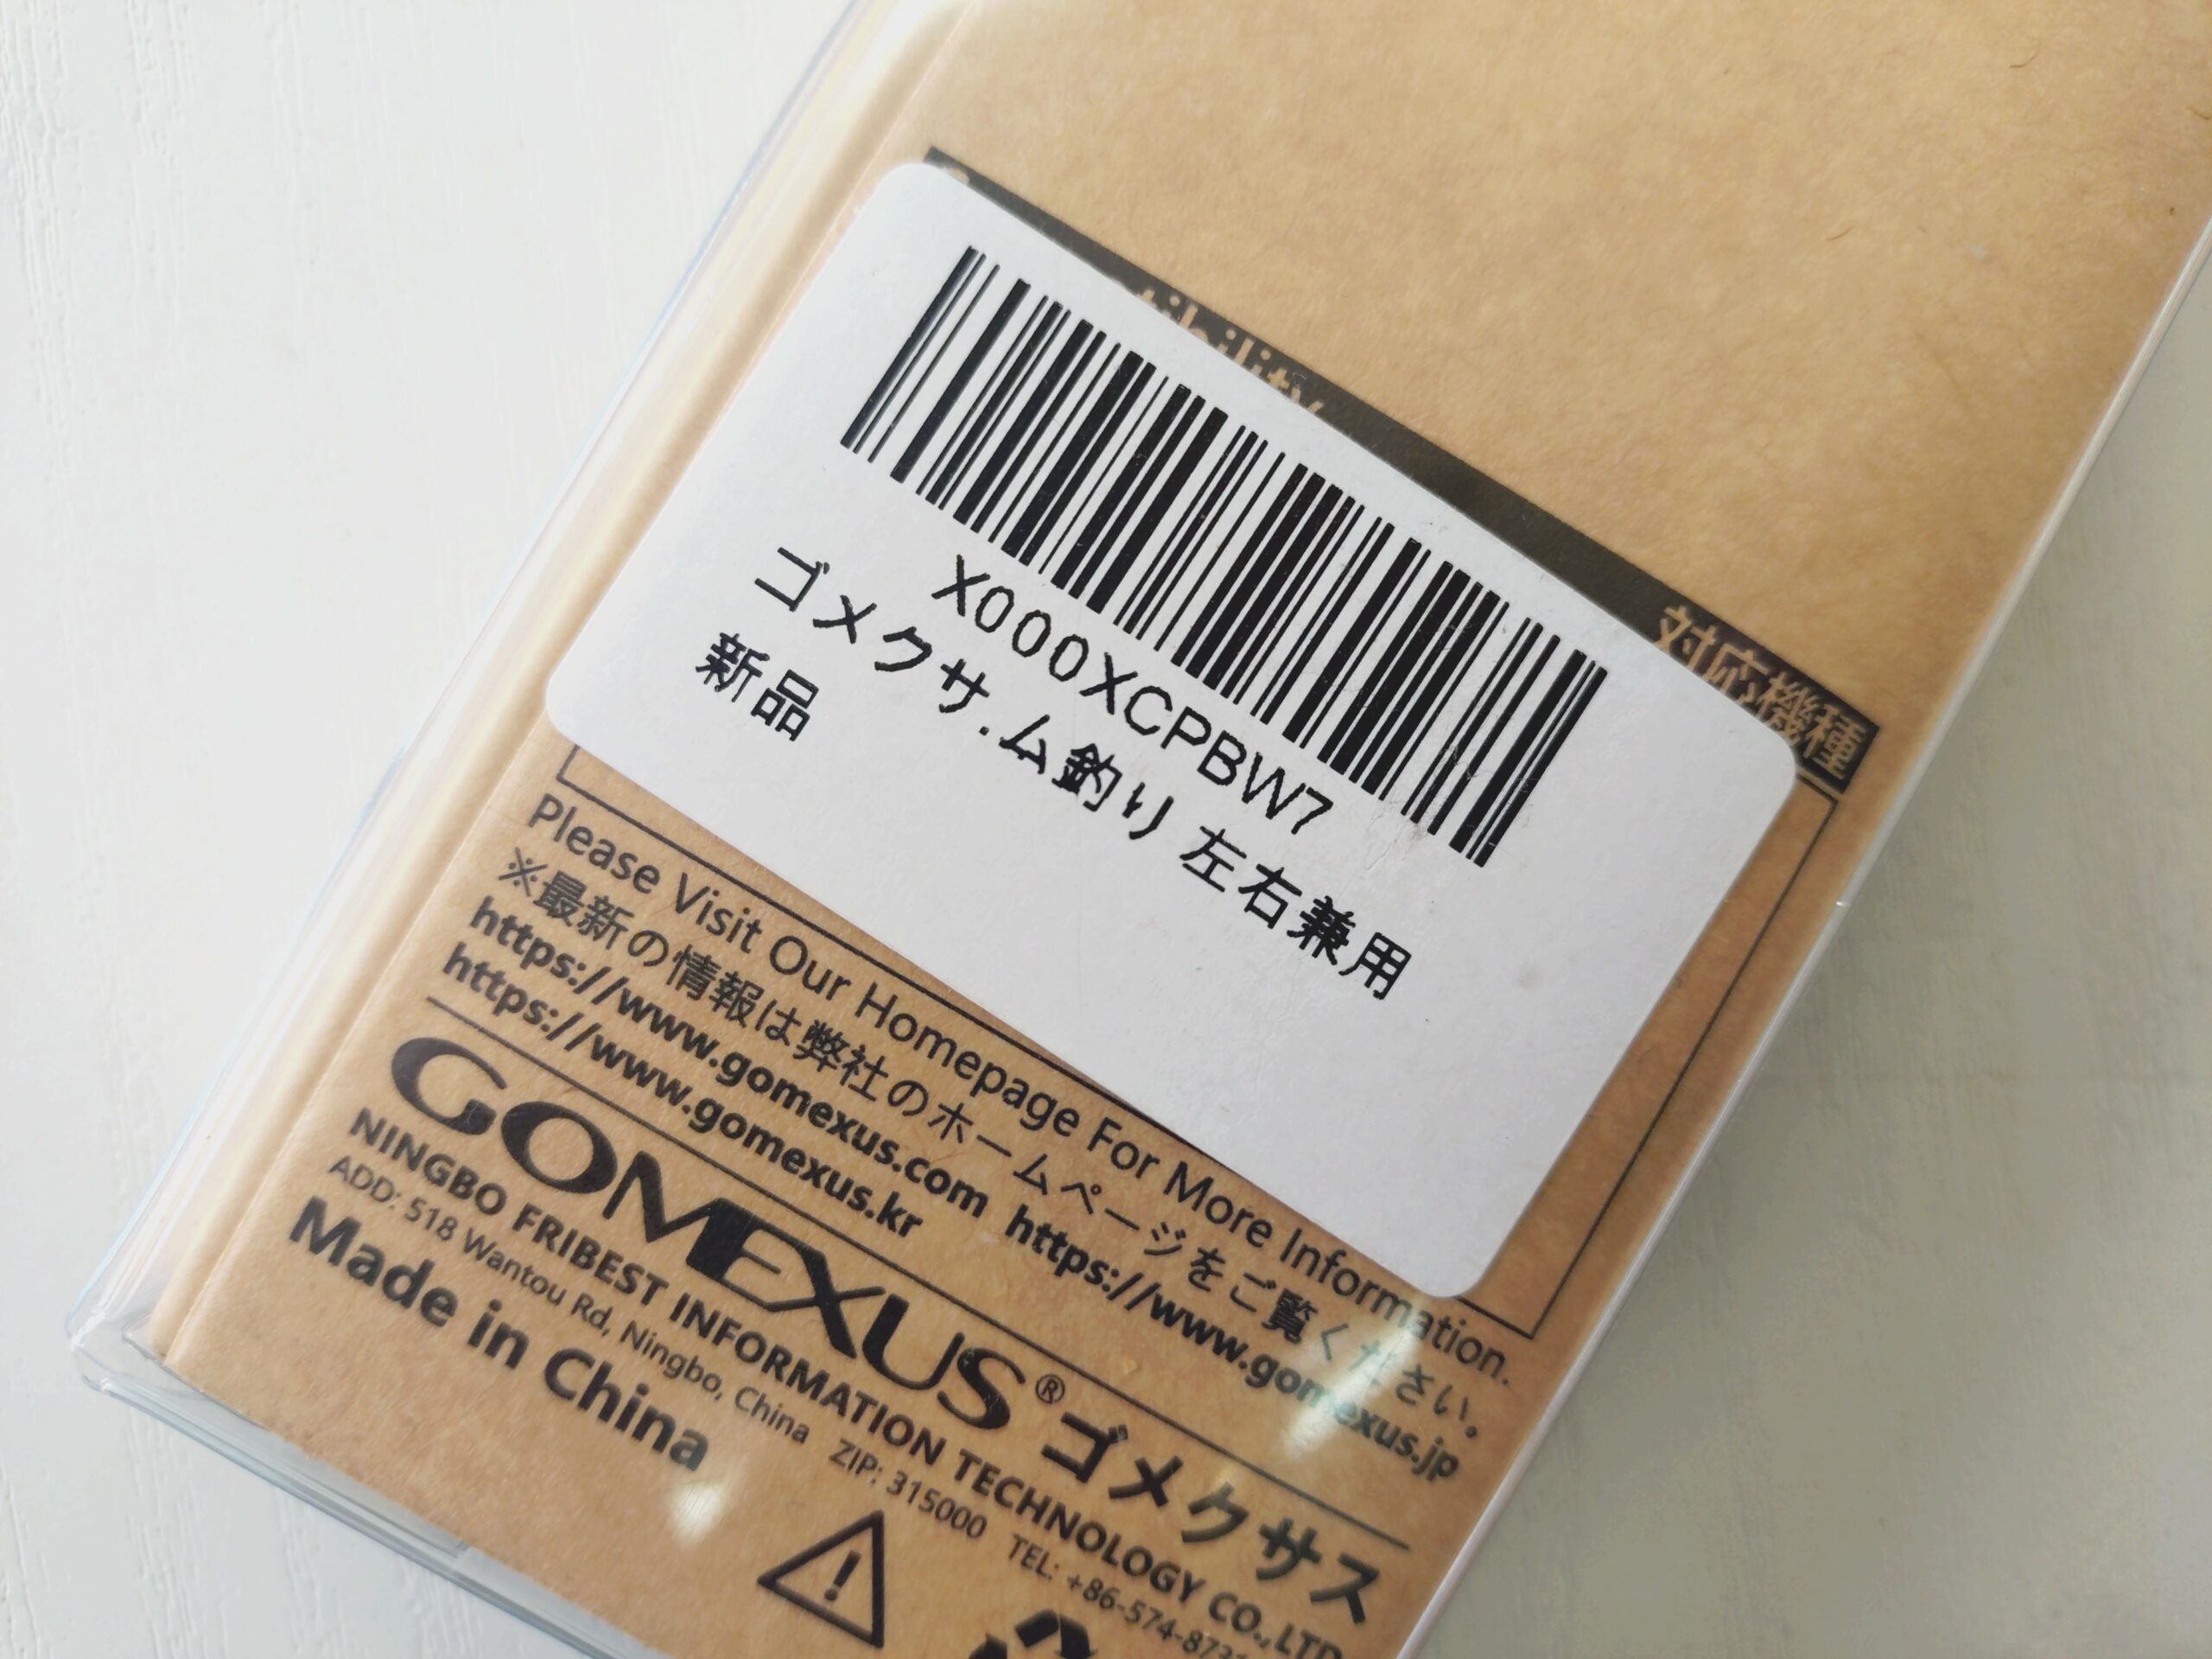 対応機種
X000XCPBW7
ゴメクサ.ム釣り 左右兼用
新品
Please Visit Our Homepage For More Information.
※最新の情報は弊社のホームページをご覧ください。
https://www.gomexus.com https://www.gomexus.jp
https://www.gomexus.kr
GOMEXUS® ゴメクサス
NINGBO FRIBEST INFORMATION TECHNOLOGY CO.,LTD
ADD: 518 Wantou Rd, Ningbo, China ZIP: 315000 TEL: +86-574-873
Made in China